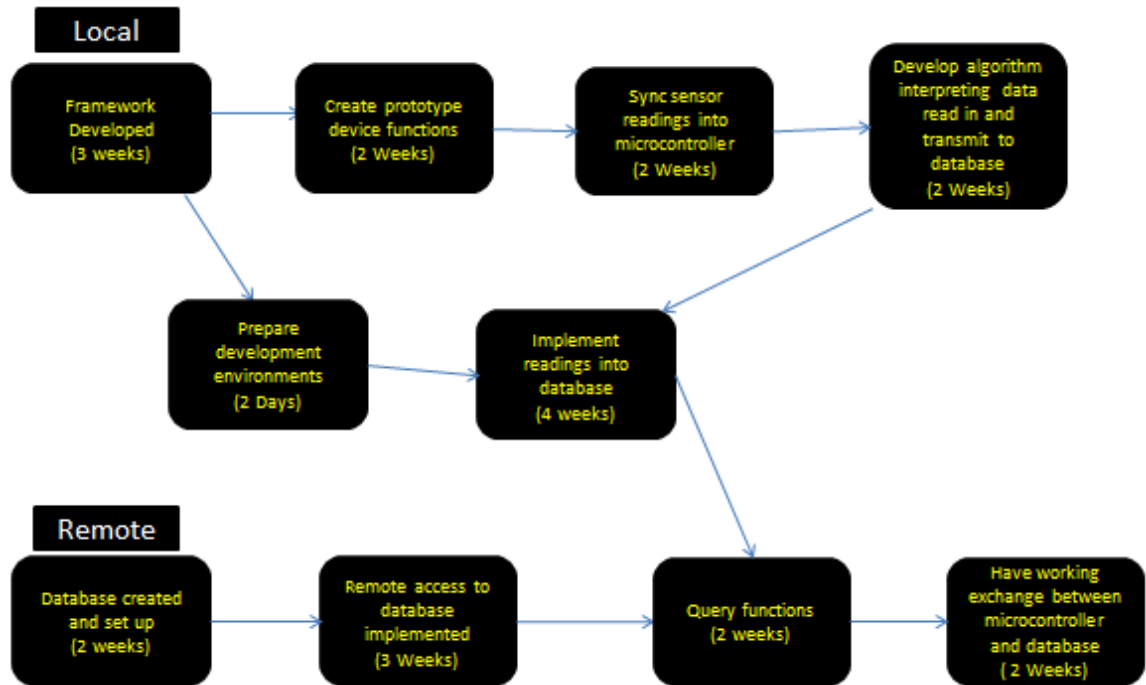 Local
Framework
Developed
(3 weeks)
Create prototype
device functions
(2 Weeks)
Sync sensor
readings into
microcontroller
(2 Weeks)
Develop algorithm
interpreting data
read in and
transmit to
database
(2 Weeks)
Prepare
development
environments
(2 Days)
Implement
readings into
database
(4 weeks)
Remote
Database created
and set up
(2 weeks)
Remote access to
database
implemented
(3 Weeks)
Query functions
(2 weeks)
Have working
exchange between
microcontroller
and database
( 2 Weeks)